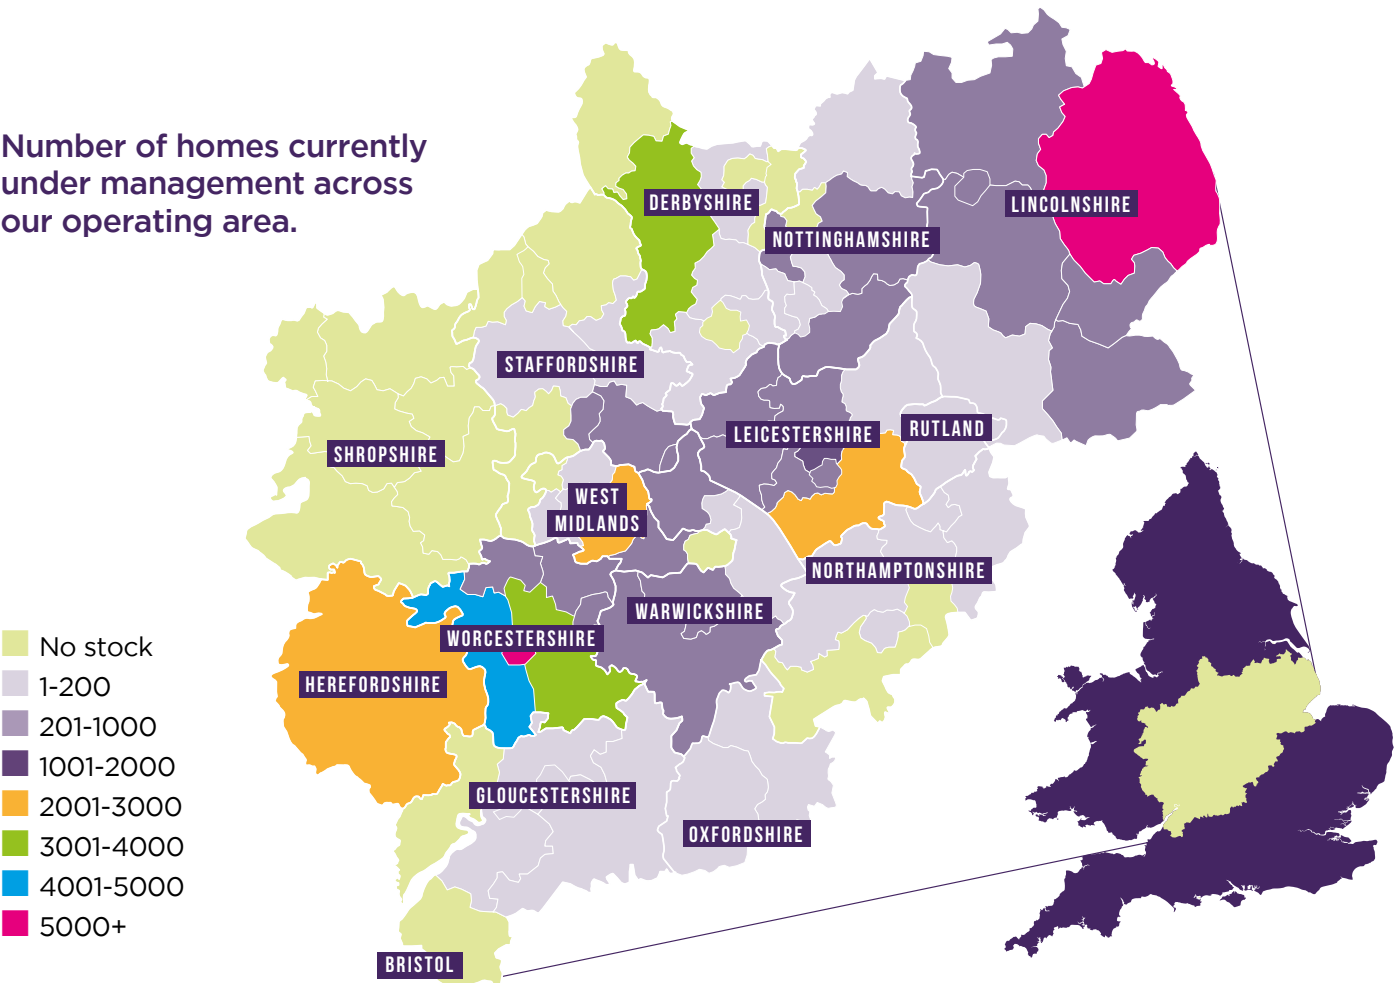 Number of homes currently
under management across
our operating area.
DERBYSHIRE
LINCOLNSHIRE
NOTTINGHAMSHIRE
STAFFORDSHIRE
LEICESTERSHIRE
RUTLAND
SHROPSHIRE
WEST
MIDLANDS
NORTHAMPTONSHIRE
WARWICKSHIRE
WORCESTERSHIRE
HEREFORDSHIRE
GLOUCESTERSHIRE
OXFORDSHIRE
BRISTOL
No stock
1-200
201-1000
1001-2000
2001-3000
3001-4000
4001-5000
5000+